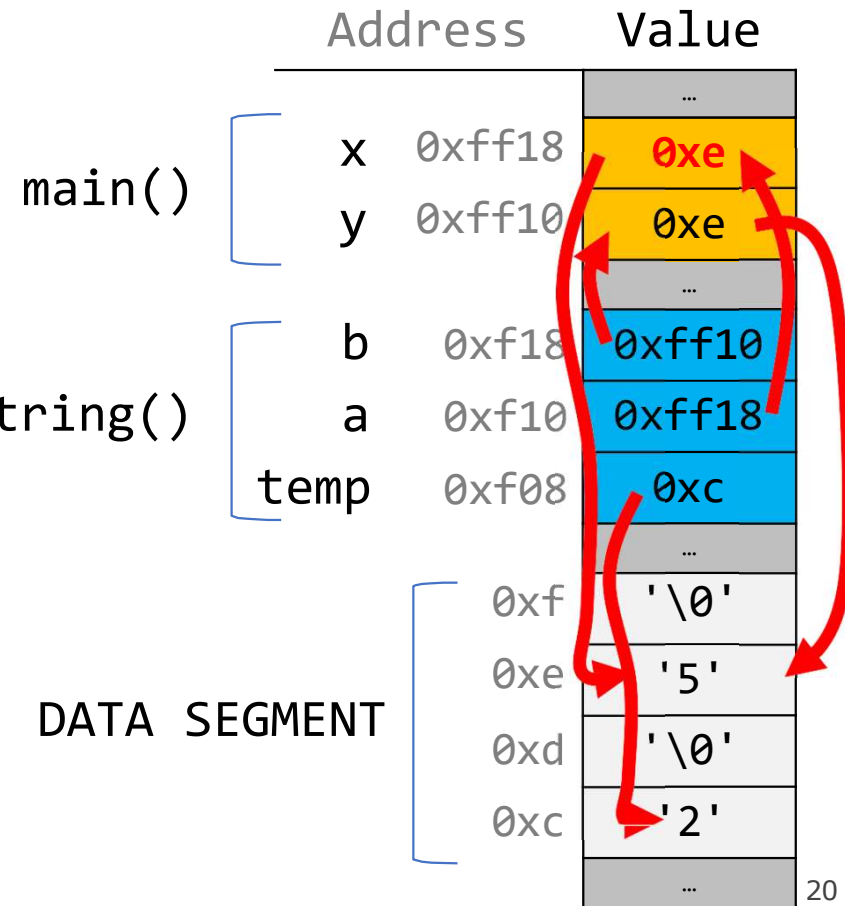 Address Value
…
x 0xff18 0xe
main()
y 0xff10 0xe
…
b 0xf18 0xff10
tring() a 0xf10 0xff18
temp 0xf08 0xc
…
0xf '\0'
0xe '5'
DATA SEGMENT
0xd '\0'
0xc '2'
… 20